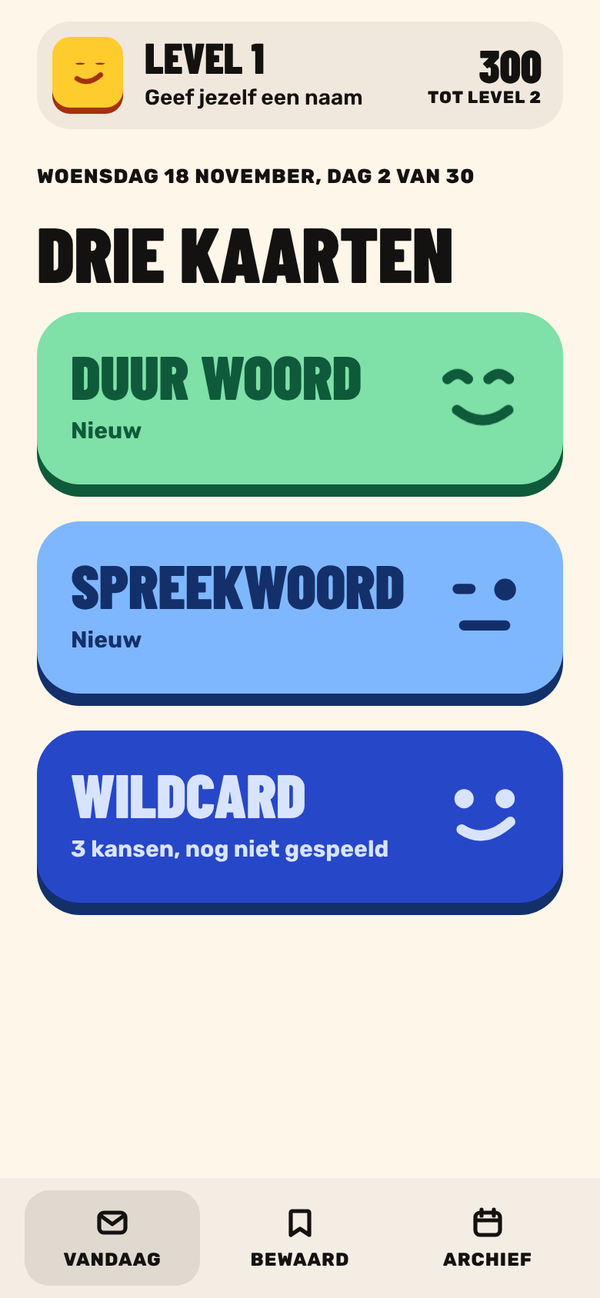 LEVEL 1
Geef jezelf een naam
300
TOT LEVEL 2
WOENSDAG 18 NOVEMBER, DAG 2 VAN 30
DRIE KAARTEN
DUUR WOORD
Nieuw
SPREEKWOORD
Nieuw
WILDCARD
3 kansen, nog niet gespeeld
VANDAAG
BEWAARD
ARCHIEF